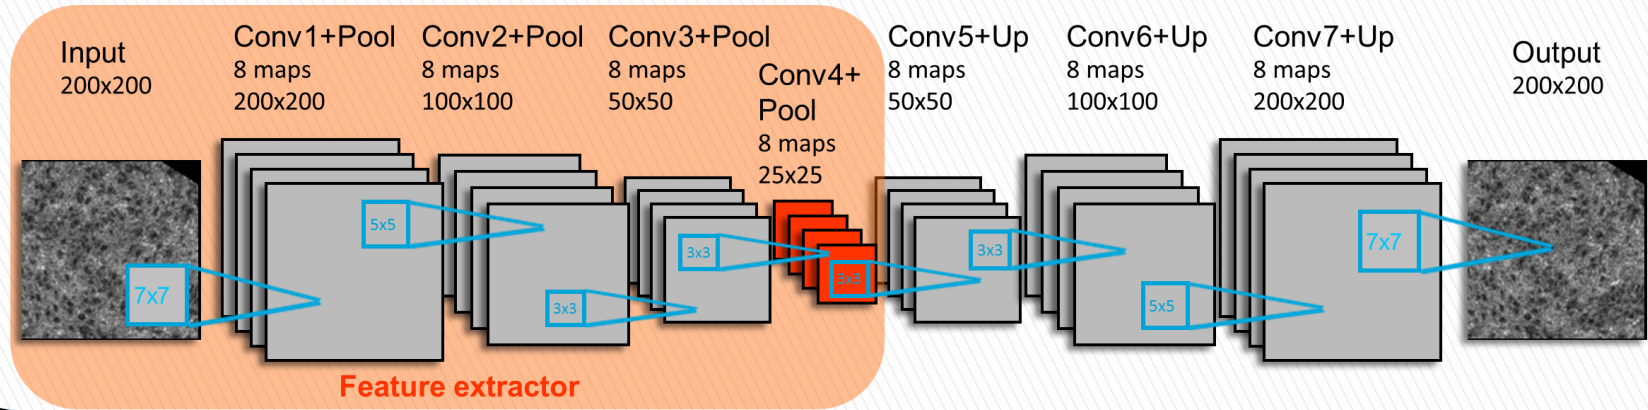 Input
200x200
Conv1+Pool
8 maps
200x200
Conv2+Pool
8 maps
100x100
Conv3+Pool
8 maps
50x50
Conv4+
Pool
8 maps
25x25
Conv5+Up
8 maps
50x50
Conv6+Up
8 maps
100x100
Conv7+Up
8 maps
200x200
Output
200x200
7x7
5x5
3x3
3x3
3x3
3x3
5x5
7x7
Feature extractor